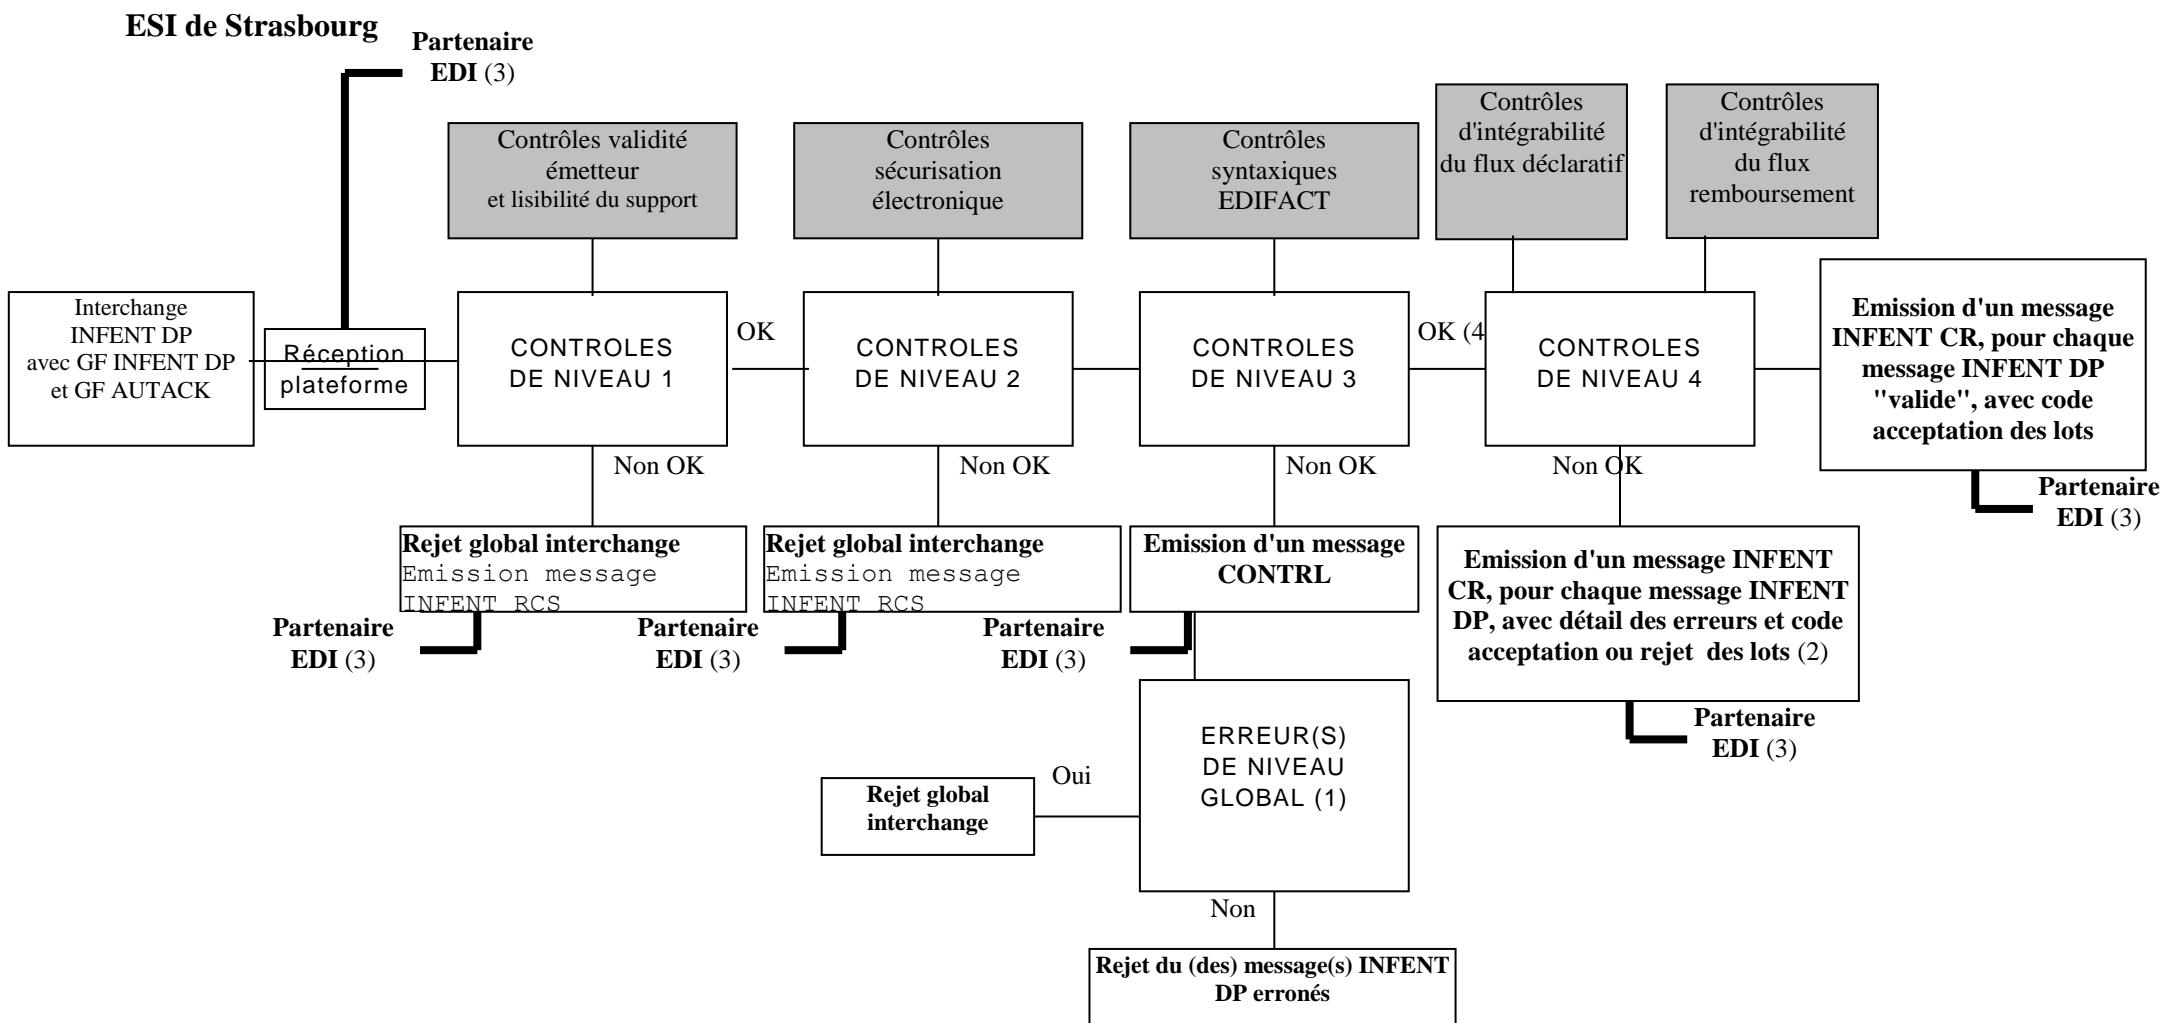 ESI de Strasbourg
Partenaire
EDI (3)
Contrôles validité
émetteur
et lisibilité du support
Contrôles
sécurisation
électronique
Contrôles
syntaxiques
EDIFACT
Contrôles
d'intégrabilité
du flux déclaratif
Contrôles
d'intégrabilité
du flux
remboursement
Interchange
INFENT DP
avec GF INFENT DP
et GF AUTACK
Réception
plateforme
CONTROLES
DE NIVEAU 1
OK
CONTROLES
DE NIVEAU 2
CONTROLES
DE NIVEAU 3
OK (4
CONTROLES
DE NIVEAU 4
Emission d'un message
INFENT CR, pour chaque
message INFENT DP
"valide", avec code
acceptation des lots
Non OK
Non OK
Non OK
Non OK
Partenaire
EDI (3)
Rejet global interchange
Emission message
INFENT RCS
Rejet global interchange
Emission message
INFENT RCS
Emission d'un message
CONTRL
Emission d'un message INFENT
CR, pour chaque message INFENT
DP, avec détail des erreurs et code
acceptation ou rejet des lots (2)
Partenaire
EDI (3)
Partenaire
EDI (3)
Partenaire
EDI (3)
Partenaire
EDI (3)
ERREUR(S)
DE NIVEAU
GLOBAL (1)
Oui
Rejet global
interchange
Non
Rejet du (des) message(s) INFENT
DP erronés